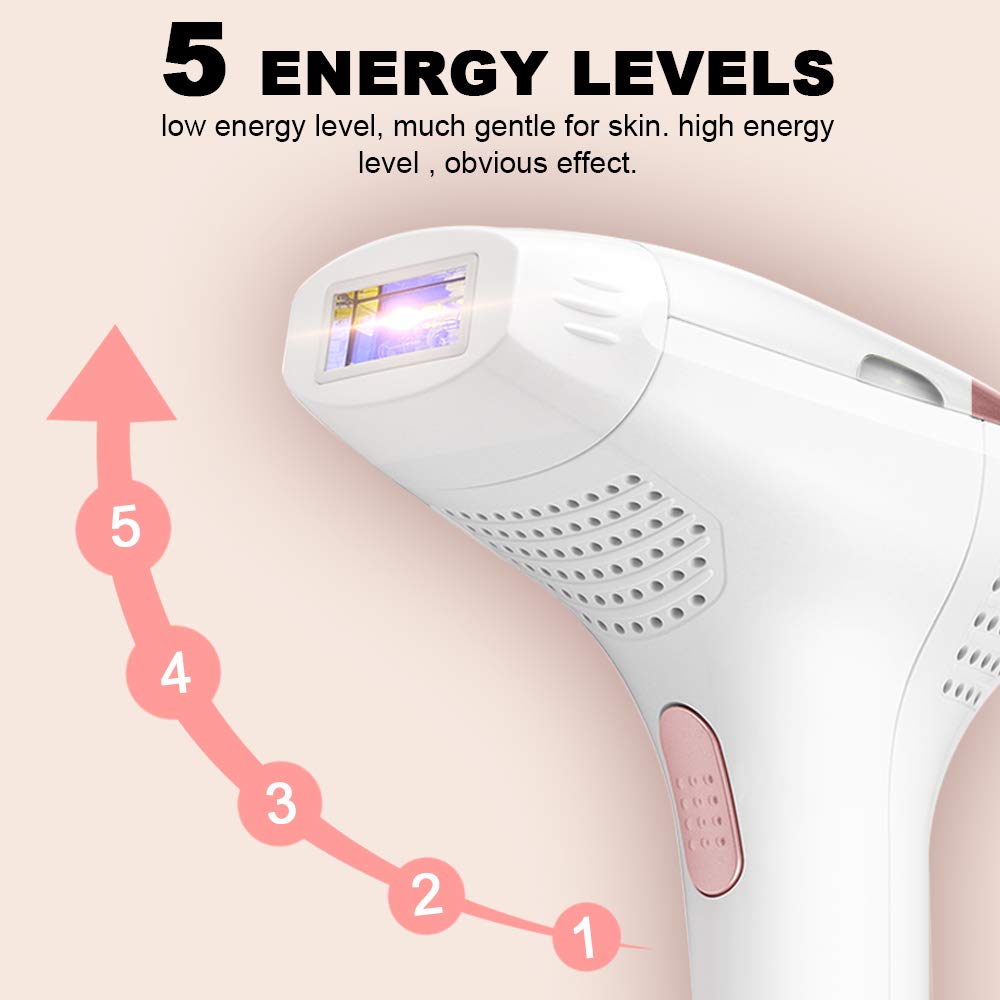 5 ENERGY LEVELS
low energy level, much gentle for skin. high energy
level , obvious effect.
5
4
3
2
1